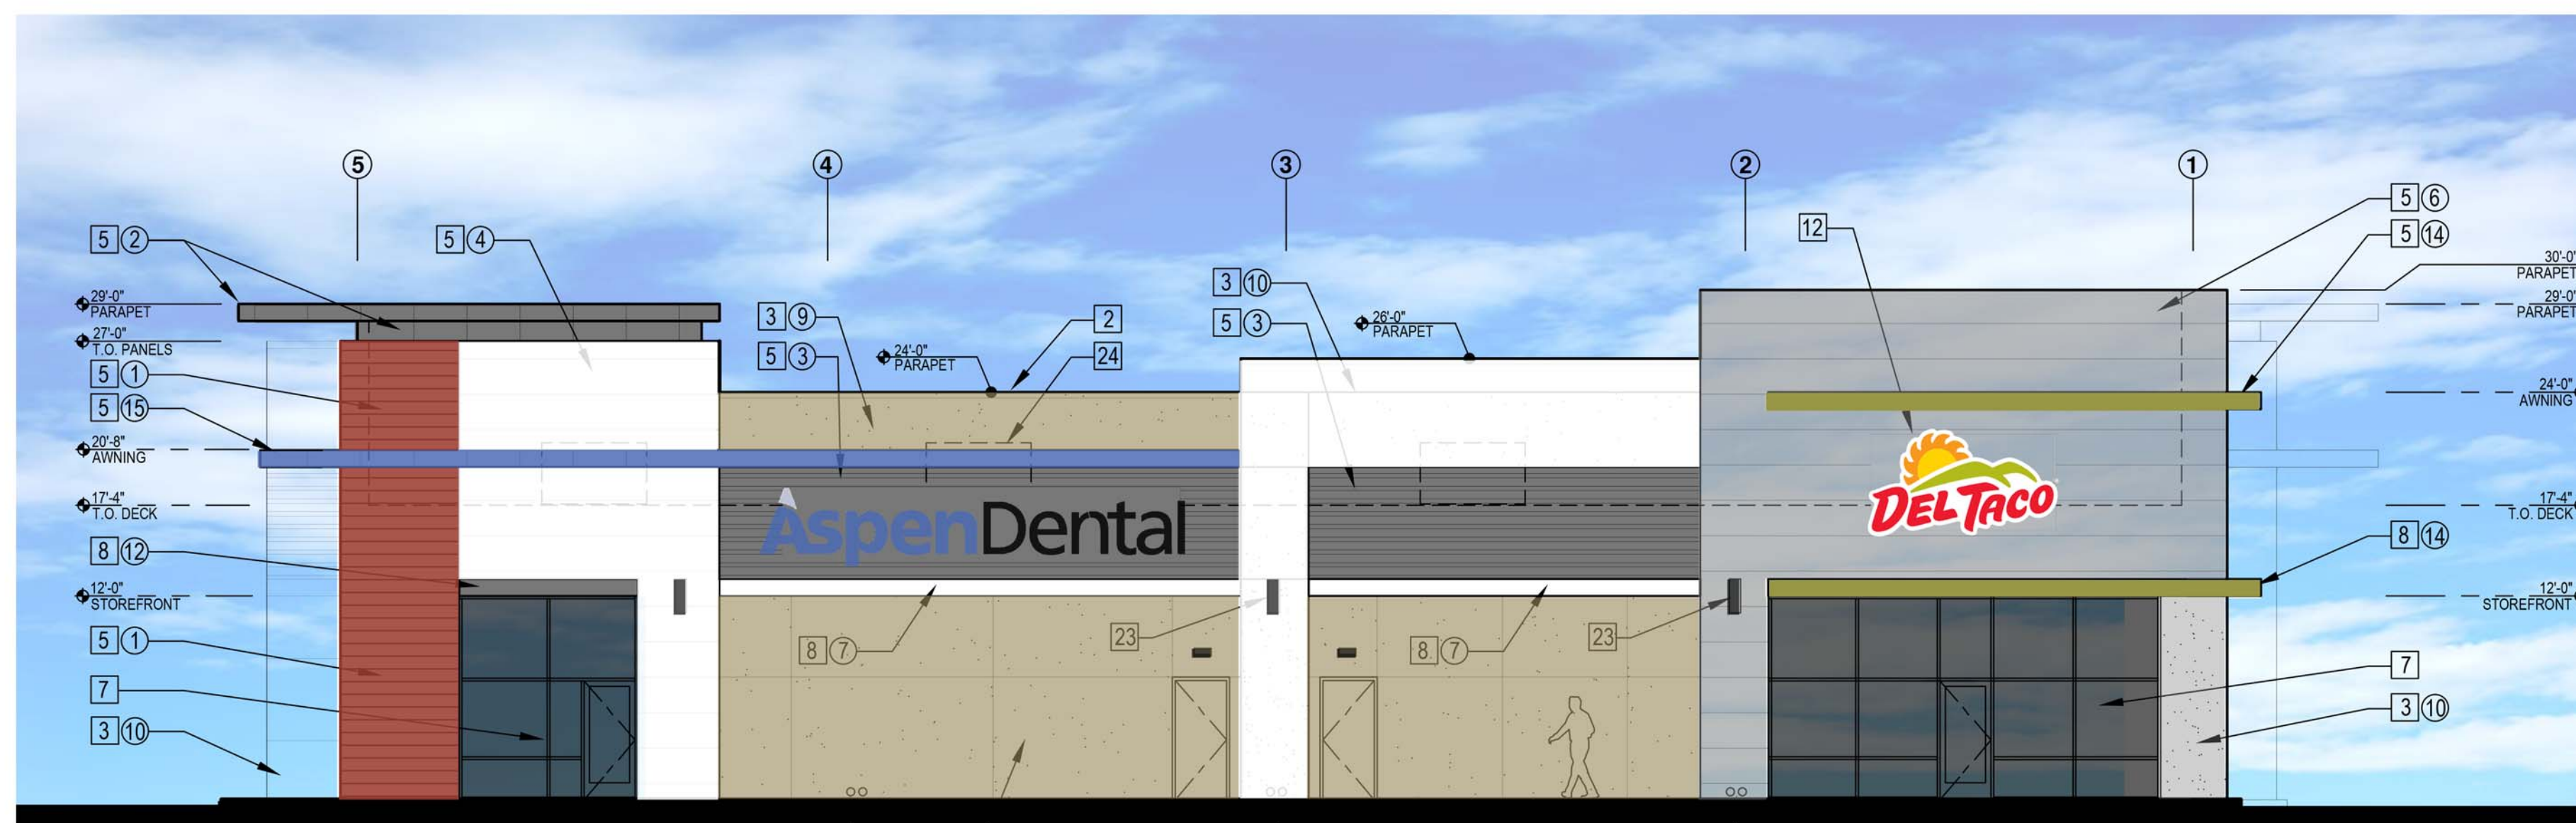 5 4 3 2 1
5 2
5 4
29'-0"
PARAPET
27'-0"
T.O. PANELS
5 1
5 15
20'-8"
AWNING
17'-4"
T.O. DECK
8 12
12'-0"
STOREFRONT
5 1
7
3 10
3 9
5 3
24'-0"
PARAPET
2
24
AspenDental
8 7
23
3 10
5 3
26'-0"
PARAPET
8 7
23
12
DEL TACO
5 6
5 14
30'-0"
PARAPET
29'-0"
PARAPET
24'-0"
AWNING
17'-4"
T.O. DECK
8 14
12'-0"
STOREFRONT
7
3 10